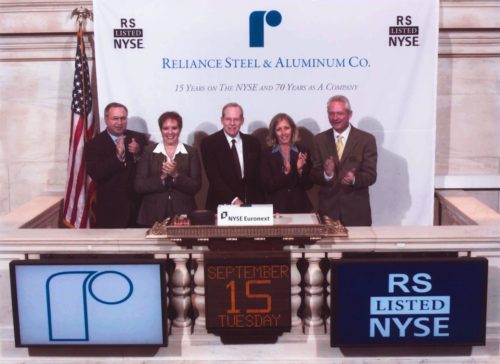 RS
LISTED
NYSE
RS
LISTED
NYSE
RELIANCE STEEL & ALUMINUM CO.
15 YEARS ON THE NYSE AND 70 YEARS AS A COMPANY
NYSE Euronext
SEPTEMBER
15
TUESDAY
RS
LISTED
NYSE